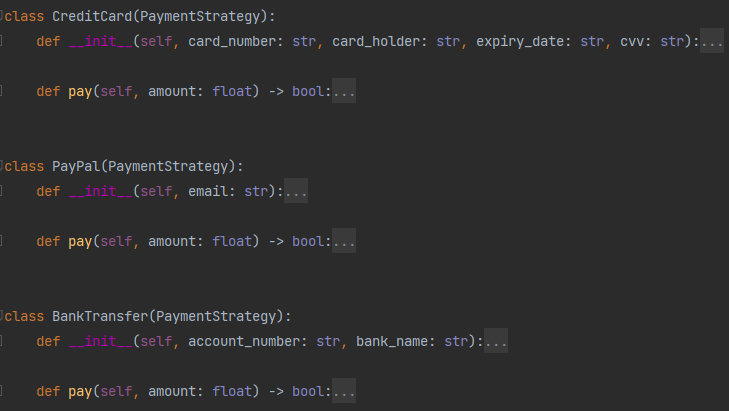 class CreditCard(PaymentStrategy):
    def __init__(self, card_number: str, card_holder: str, expiry_date: str, cvv: str):...
    def pay(self, amount: float) -> bool:...
class PayPal(PaymentStrategy):
    def __init__(self, email: str):...
    def pay(self, amount: float) -> bool:...
class BankTransfer(PaymentStrategy):
    def __init__(self, account_number: str, bank_name: str):...
    def pay(self, amount: float) -> bool:...